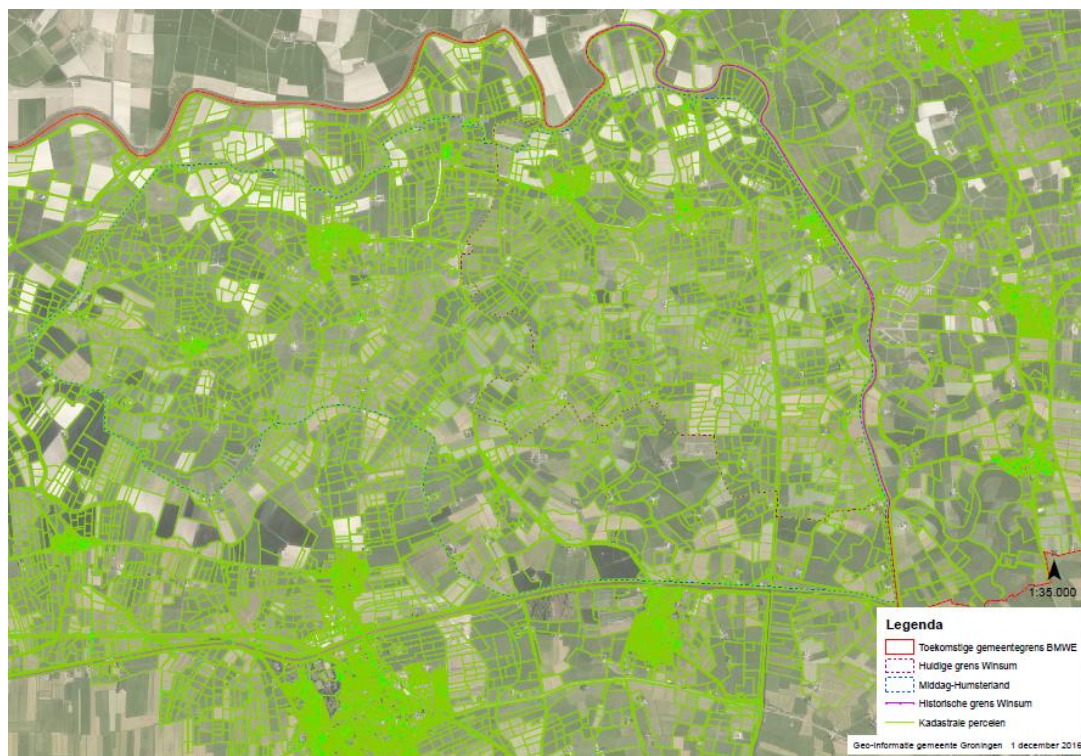 1:35.000
Legenda
Toekomstige gemeentegrens BMWE
Huidige grens Winsum
Middag-Humsterland
Historische grens Winsum
Kadastrale percelen
Geo-Informatie gemeente Groningen 1 december 2016